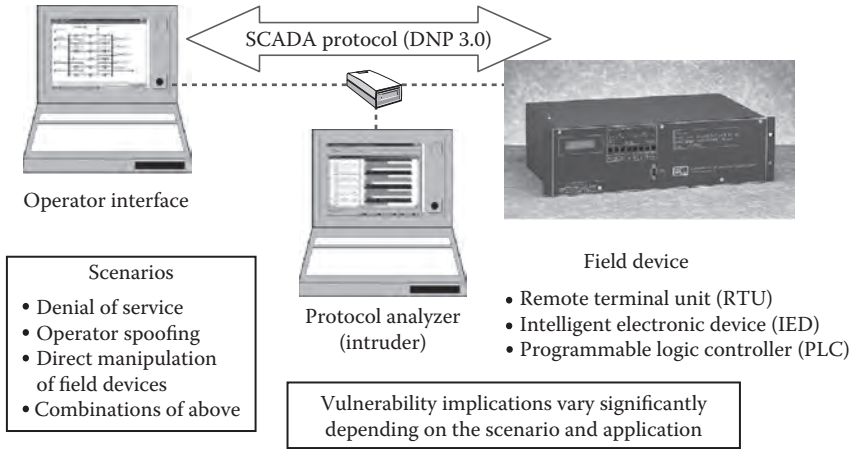 SCADA protocol (DNP 3.0)
Operator interface
Protocol analyzer
(intruder)
Field device
• Remote terminal unit (RTU)
• Intelligent electronic device (IED)
• Programmable logic controller (PLC)
Scenarios
• Denial of service
• Operator spoofing
• Direct manipulation
of field devices
• Combinations of above
Vulnerability implications vary significantly
depending on the scenario and application